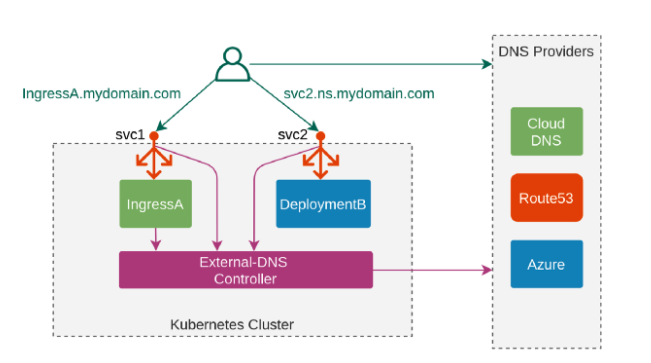 DNS Providers
IngressA.mydomain.com
svc2.ns.mydomain.com
svc1
svc2
Cloud
DNS
IngressA
DeploymentB
Route53
External-DNS
Controller
Azure
Kubernetes Cluster